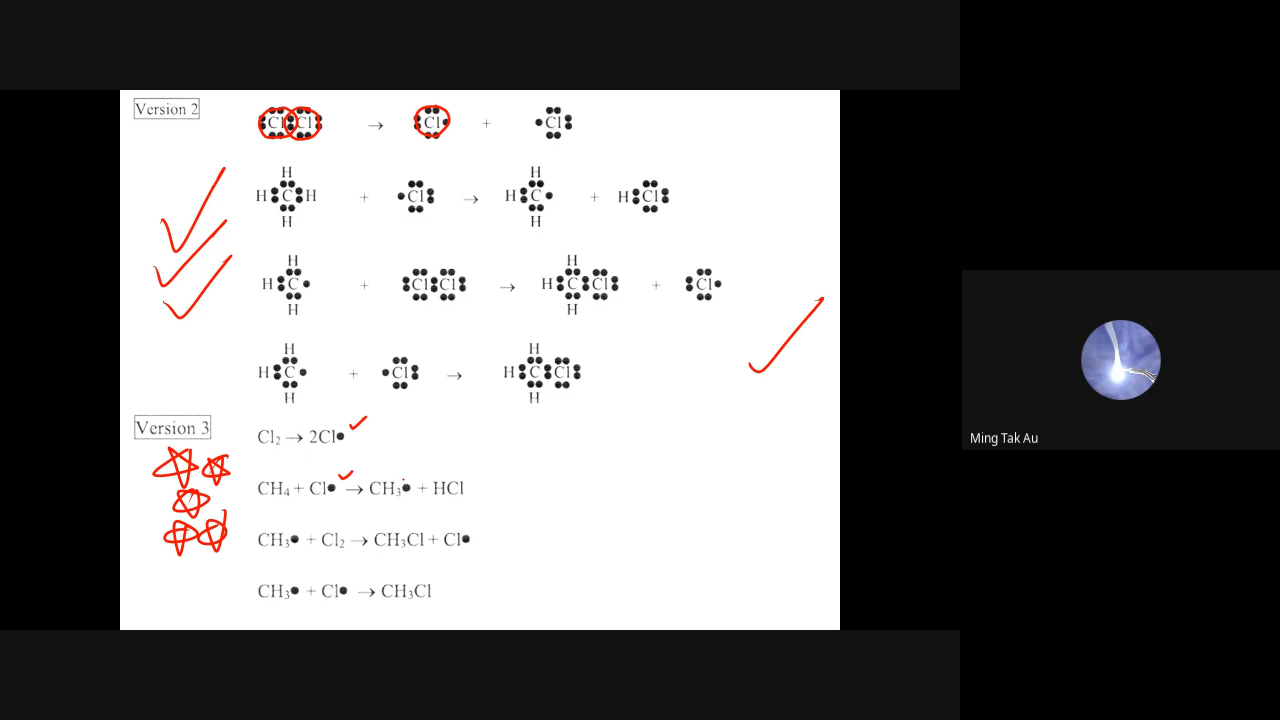 Version 2
Cl Cl → Cl + Cl
H
H C H + Cl → H C + H Cl
H
H
H C + Cl Cl → H C Cl + Cl
H
H
H C + Cl → H C Cl
H
Version 3
Cl₂ → 2Cl•
CH₄ + Cl• → CH₃• + HCl
CH₃• + Cl₂ → CH₃Cl + Cl•
CH₃• + Cl• → CH₃Cl
Ming Tak Au